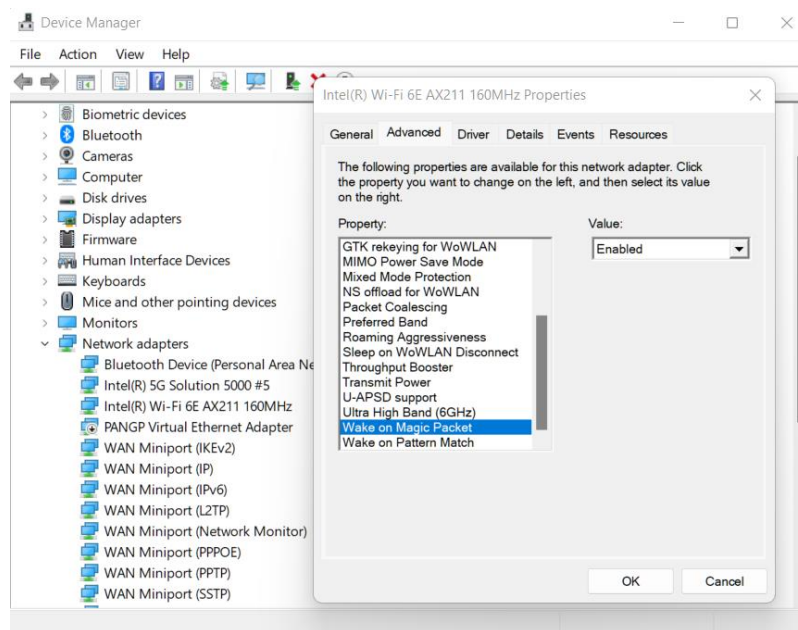 Device Manager
File Action View Help
Biometric devices
Bluetooth
Cameras
Computer
Disk drives
Display adapters
Firmware
Human Interface Devices
Keyboards
Mice and other pointing devices
Monitors
Network adapters
Bluetooth Device (Personal Area Ne
Intel(R) 5G Solution 5000 #5
Intel(R) Wi-Fi 6E AX211 160MHz
PANGP Virtual Ethernet Adapter
WAN Miniport (IKEv2)
WAN Miniport (IP)
WAN Miniport (IPv6)
WAN Miniport (L2TP)
WAN Miniport (Network Monitor)
WAN Miniport (PPPOE)
WAN Miniport (PPTP)
WAN Miniport (SSTP)
Intel(R) Wi-Fi 6E AX211 160MHz Properties
General Advanced Driver Details Events Resources
The following properties are available for this network adapter. Click
the property you want to change on the left, and then select its value
on the right.
Property: Value:
GTK rekeying for WoWLAN Enabled
MIMO Power Save Mode
Mixed Mode Protection
NS offload for WoWLAN
Packet Coalescing
Preferred Band
Roaming Aggressiveness
Sleep on WoWLAN Disconnect
Throughput Booster
Transmit Power
U-APSD support
Ultra High Band (6GHz)
Wake on Magic Packet
Wake on Pattern Match
OK Cancel